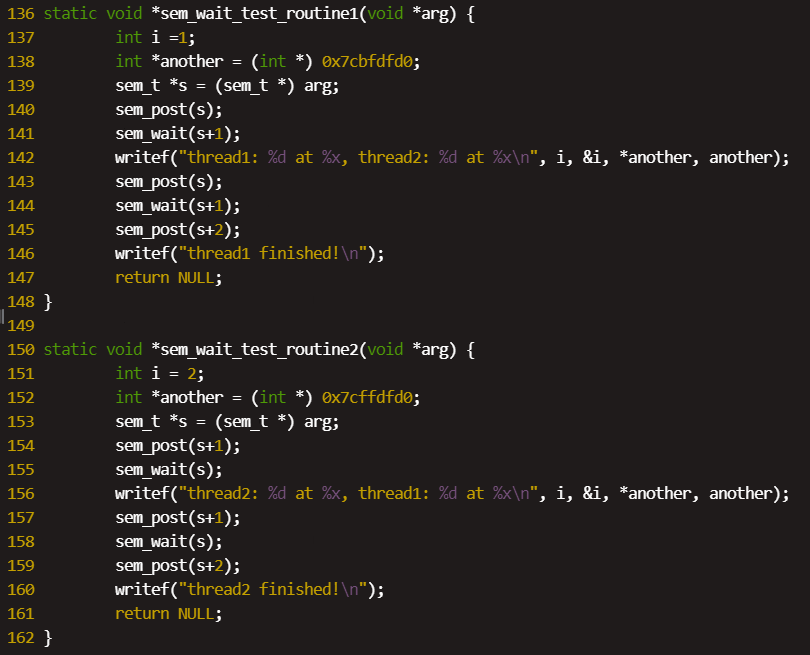 136 static void *sem_wait_test_routine1(void *arg) {
137         int i =1;
138         int *another = (int *) 0x7cbfdfd0;
139         sem_t *s = (sem_t *) arg;
140         sem_post(s);
141         sem_wait(s+1);
142         writef("thread1: %d at %x, thread2: %d at %x\n", i, &i, *another, another);
143         sem_post(s);
144         sem_wait(s+1);
145         sem_post(s+2);
146         writef("thread1 finished!\n");
147         return NULL;
148 }
149
150 static void *sem_wait_test_routine2(void *arg) {
151         int i = 2;
152         int *another = (int *) 0x7cffdfd0;
153         sem_t *s = (sem_t *) arg;
154         sem_post(s+1);
155         sem_wait(s);
156         writef("thread2: %d at %x, thread1: %d at %x\n", i, &i, *another, another);
157         sem_post(s+1);
158         sem_wait(s);
159         sem_post(s+2);
160         writef("thread2 finished!\n");
161         return NULL;
162 }